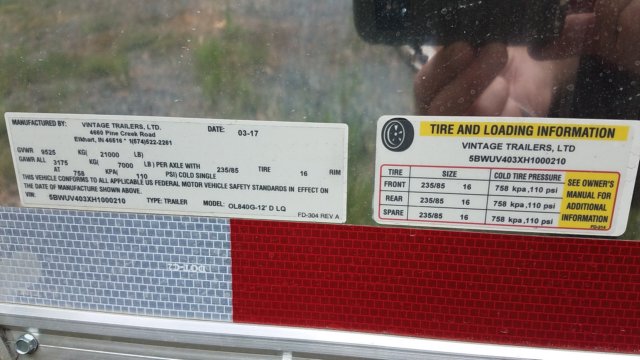 MANUFACTURED BY: VINTAGE TRAILERS, LTD. DATE: 03-17
4660 Pine Creek Road
Elkhart, IN 46516 * 1(574)522-2261
GVWR 9525 KG( 21000 LB)
GAWR ALL 3175 KG( 7000 LB) PER AXLE WITH 235/85 TIRE 16 RIM
AT 758 KPA( 110 PSI) COLD SINGLE
THIS VEHICLE CONFORMS TO ALL APPLICABLE US FEDERAL MOTOR VEHICLE SAFETY STANDARDS IN EFFECT ON
THE DATE OF MANUFACTURE SHOWN ABOVE.
VIN: 5BWUV403XH1000210 TYPE: TRAILER MODEL: OL840G-12' D LQ
FD-304 REV A
TIRE AND LOADING INFORMATION
VINTAGE TRAILERS, LTD
5BWUV403XH1000210
TIRE SIZE COLD TIRE PRESSURE
FRONT 235/85 16 758 kpa,110 psi
REAR 235/85 16 758 kpa,110 psi
SPARE 235/85 16 758 kpa,110 psi
SEE OWNER'S
MANUAL FOR
ADDITIONAL
INFORMATION
DOT-C2